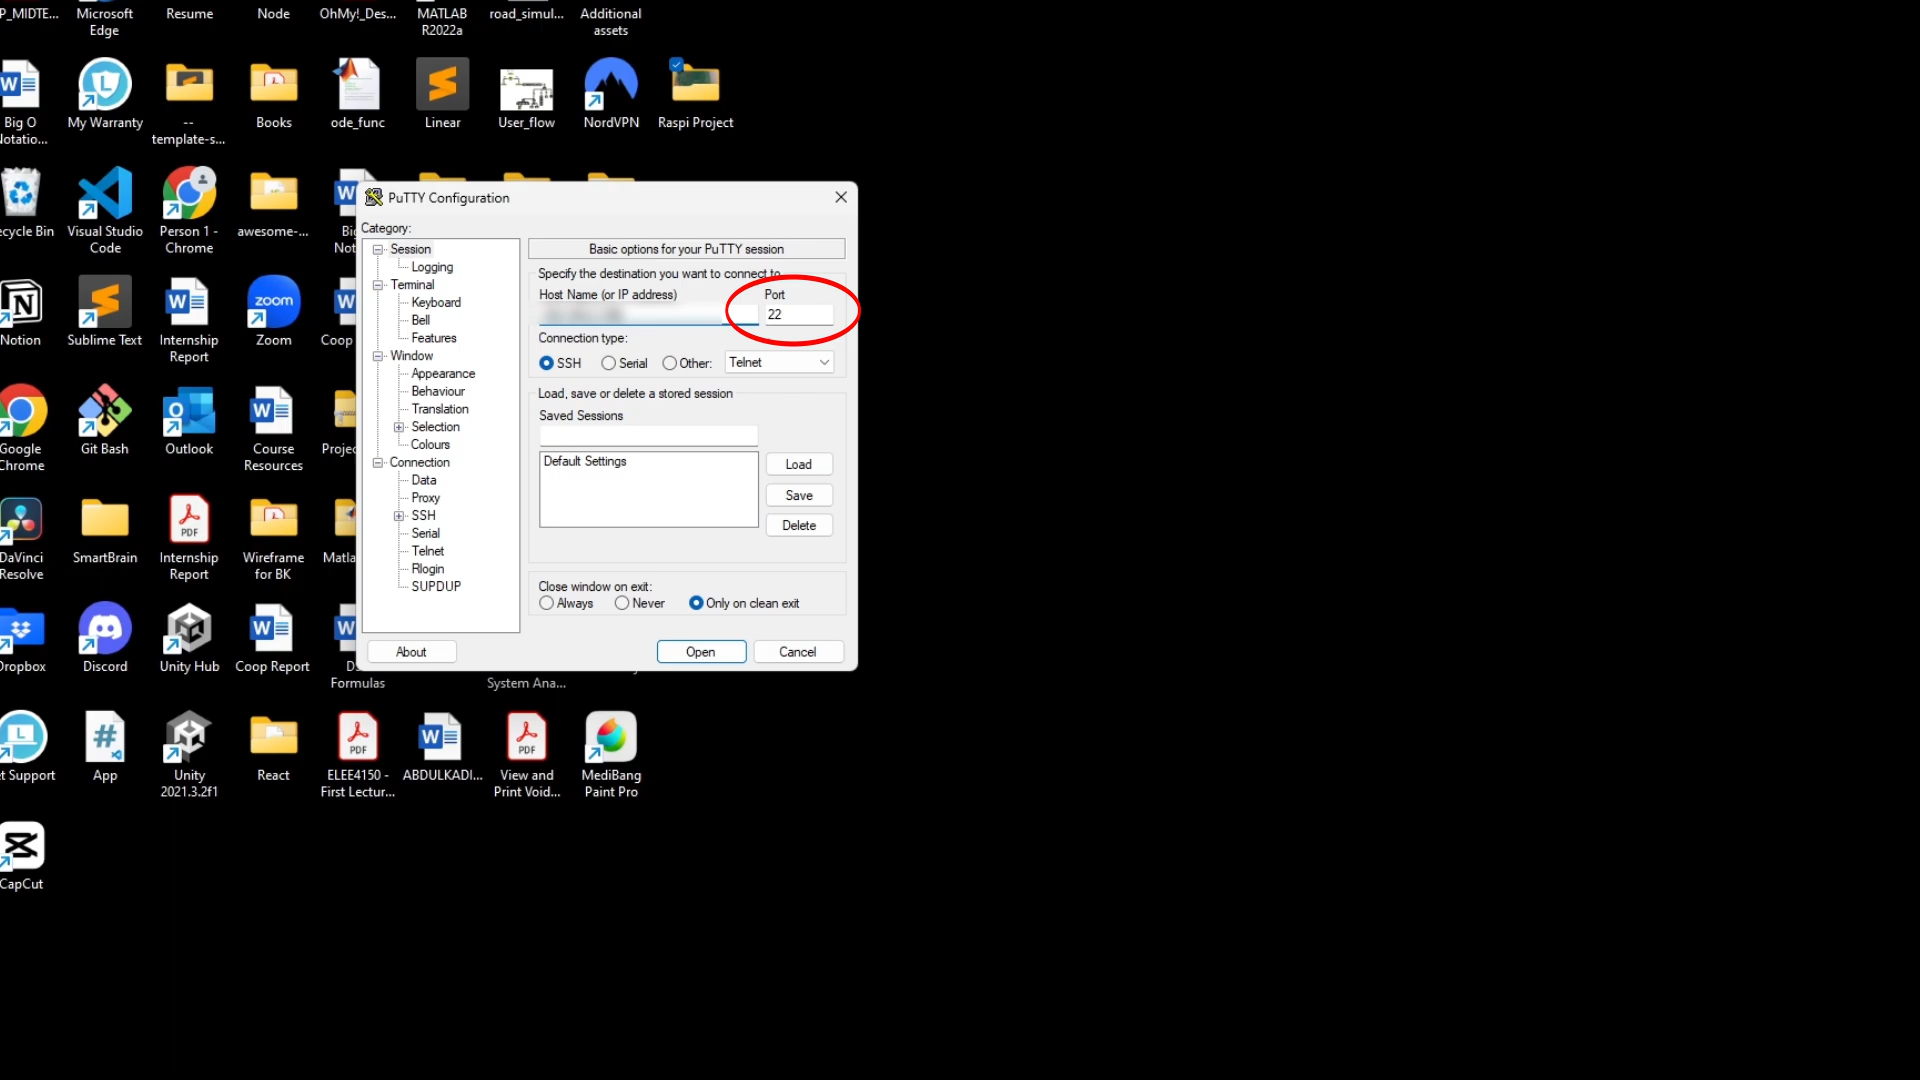 P_MIDTE...
Microsoft
Edge
Resume
Node
OhMy!_Des...
MATLAB
R2022a
road_simul...
Additional
assets
Big O
Notatio...
My Warranty
--
template-s...
Books
ode_func
Linear
User_flow
NordVPN
Raspi Project
ecycle Bin
Visual Studio
Code
Person 1 -
Chrome
awesome-...
Notion
Sublime Text
Internship
Report
Zoom
Coop
Google
Chrome
Git Bash
Outlook
Course
Resources
Projec
DaVinci
Resolve
SmartBrain
Internship
Report
Wireframe
for BK
Matla
Dropbox
Discord
Unity Hub
Coop Report
Formulas
System Ana...
et Support
App
Unity
2021.3.2f1
React
ELEE4150 -
First Lectur...
ABDULKADI...
View and
Print Void...
MediBang
Paint Pro
CapCut
PuTTY Configuration
Category:
Session
Logging
Terminal
Keyboard
Bell
Features
Window
Appearance
Behaviour
Translation
Selection
Colours
Connection
Data
Proxy
SSH
Serial
Telnet
Rlogin
SUPDUP
Basic options for your PuTTY session
Specify the destination you want to connect to
Host Name (or IP address)
Port
22
Connection type:
SSH
Serial
Other:
Telnet
Load, save or delete a stored session
Saved Sessions
Default Settings
Load
Save
Delete
Close window on exit:
Always
Never
Only on clean exit
About
Open
Cancel